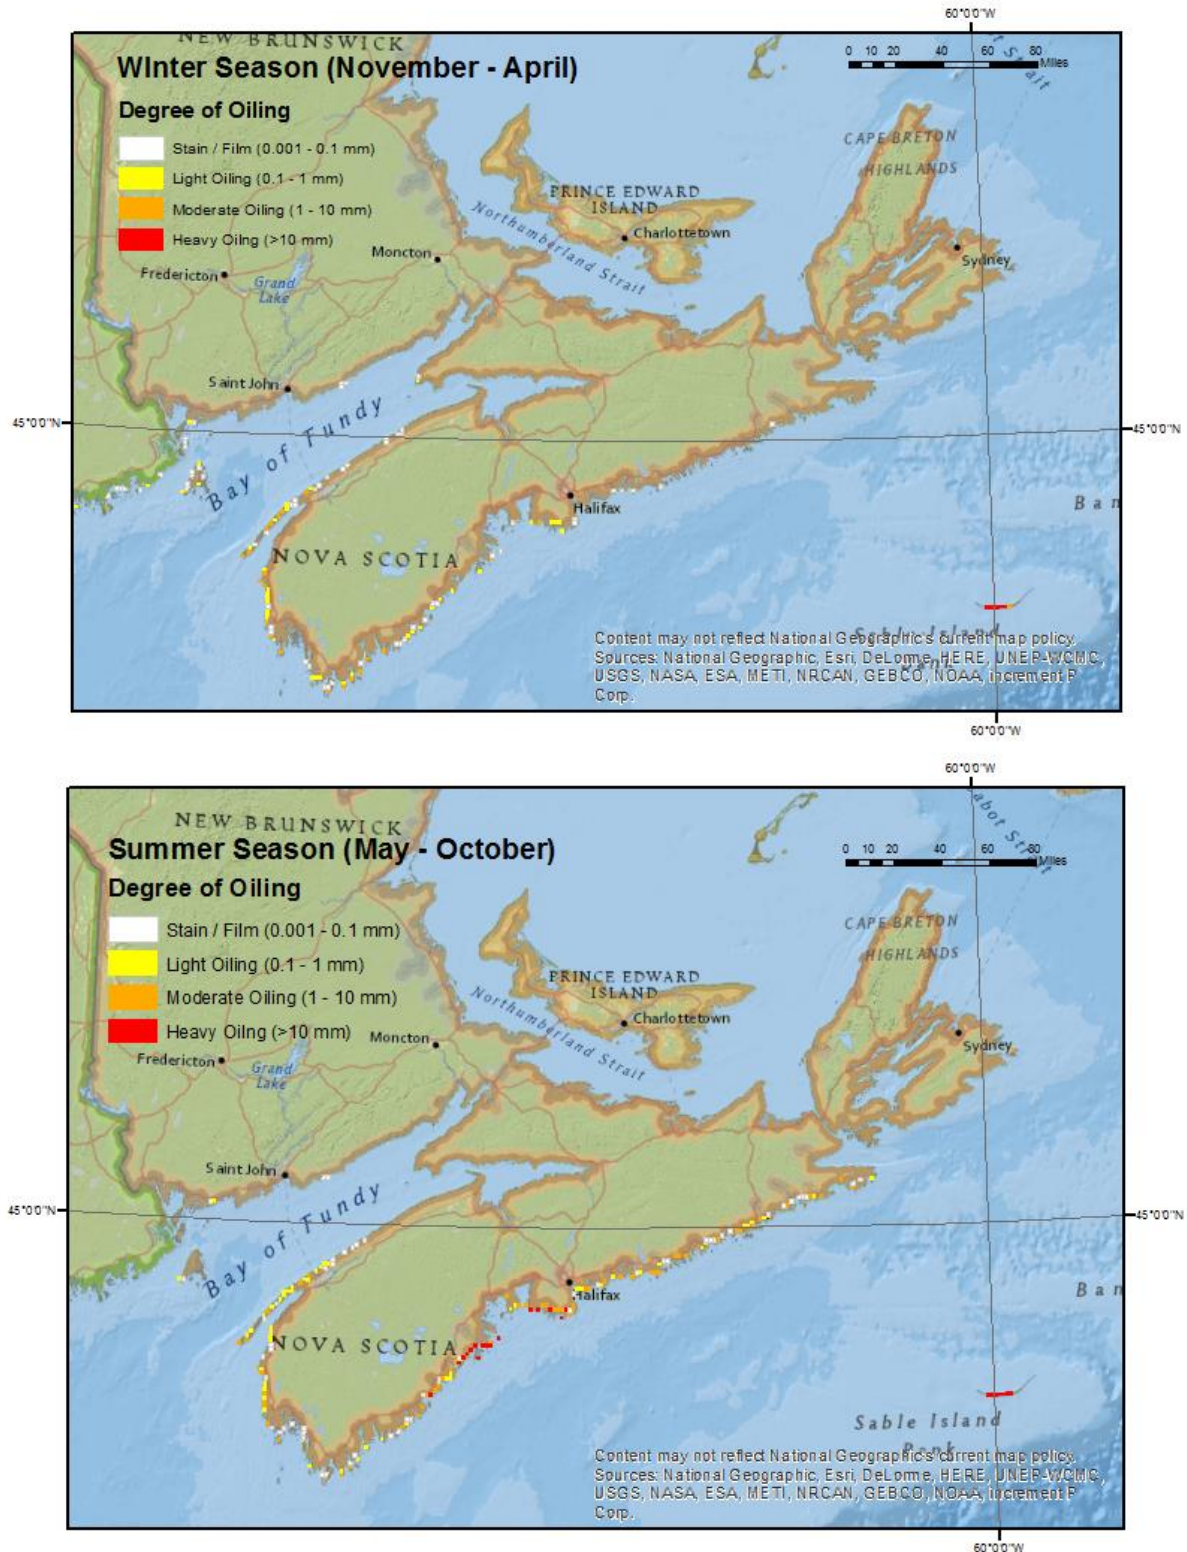 60°0'0"W
NEW BRUNSWICK
WInter Season (November - April)
0 10 20 40 60 80
Miles
Strait
Degree of Oiling
Stain / Film (0.001 - 0.1 mm)
Light Oiling (0.1 - 1 mm)
Moderate Oiling (1 - 10 mm)
Heavy Oilng (>10 mm)
CAPE BRETON
HIGHLANDS
PRINCE EDWARD
ISLAND
Charlottetown
Northumberland Strait
Moncton
Sydney
Fredericton
Grand
Lake
Saint John
45°0'0"N
45°0'0"N
Bay of Fundy
Halifax
Ban
NOVA SCOTIA
Sable Island
Bank
Content may not reflect National Geographic's current map policy.
Sources: National Geographic, Esri, DeLorme, HERE, UNEP-WCMC,
USGS, NASA, ESA, METI, NRCAN, GEBCO, NOAA, increment P
Corp.
60°0'0"W
60°0'0"W
NEW BRUNSWICK
Summer Season (May - October)
0 10 20 40 60 80
Miles
abot St
Degree of Oiling
Stain / Film (0.001 - 0.1 mm)
Light Oiling (0.1 - 1 mm)
Moderate Oiling (1 - 10 mm)
Heavy Oilng (>10 mm)
CAPE BRETON
HIGHLANDS
PRINCE EDWARD
ISLAND
Charlottetown
Northumberland Strait
Moncton
Sydney
Fredericton
Grand
Lake
Saint John
45°0'0"N
45°0'0"N
Bay of Fundy
Halifax
Ban
NOVA SCOTIA
Sable Island
Bank
Content may not reflect National Geographic's current map policy.
Sources: National Geographic, Esri, DeLorme, HERE, UNEP-WCMC,
USGS, NASA, ESA, METI, NRCAN, GEBCO, NOAA, increment P
Corp.
60°0'0"W